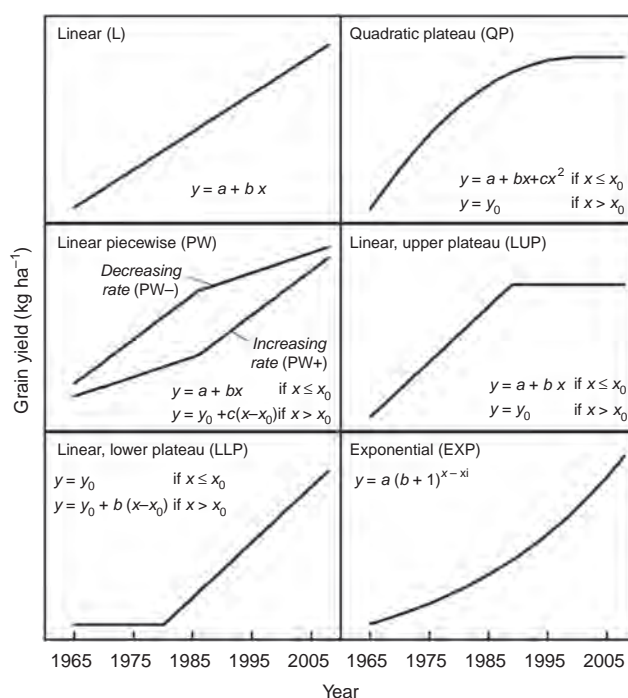 Grain yield (kg ha⁻¹)
Linear (L)
y = a + b x
Quadratic plateau (QP)
y = a + bx+cx² if x ≤ x₀
y = y₀ if x > x₀
Linear piecewise (PW)
Decreasing
rate (PW–)
Increasing
rate (PW+)
y = a + bx if x ≤ x₀
y = y₀ +c(x–x₀)if x > x₀
Linear, upper plateau (LUP)
y = a + b x if x ≤ x₀
y = y₀ if x > x₀
Linear, lower plateau (LLP)
y = y₀ if x ≤ x₀
y = y₀ + b (x–x₀) if x > x₀
Exponential (EXP)
y = a (b + 1)ˣ ⁻ ˣⁱ
1965 1975 1985 1995 2005 1965 1975 1985 1995 2005
Year